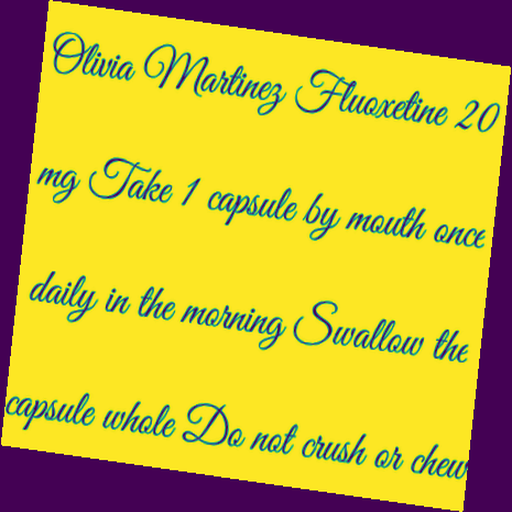 Olivia Martinez Fluoxetine 20
mg Take 1 capsule by mouth once
daily in the morning Swallow the
capsule whole Do not crush or chew